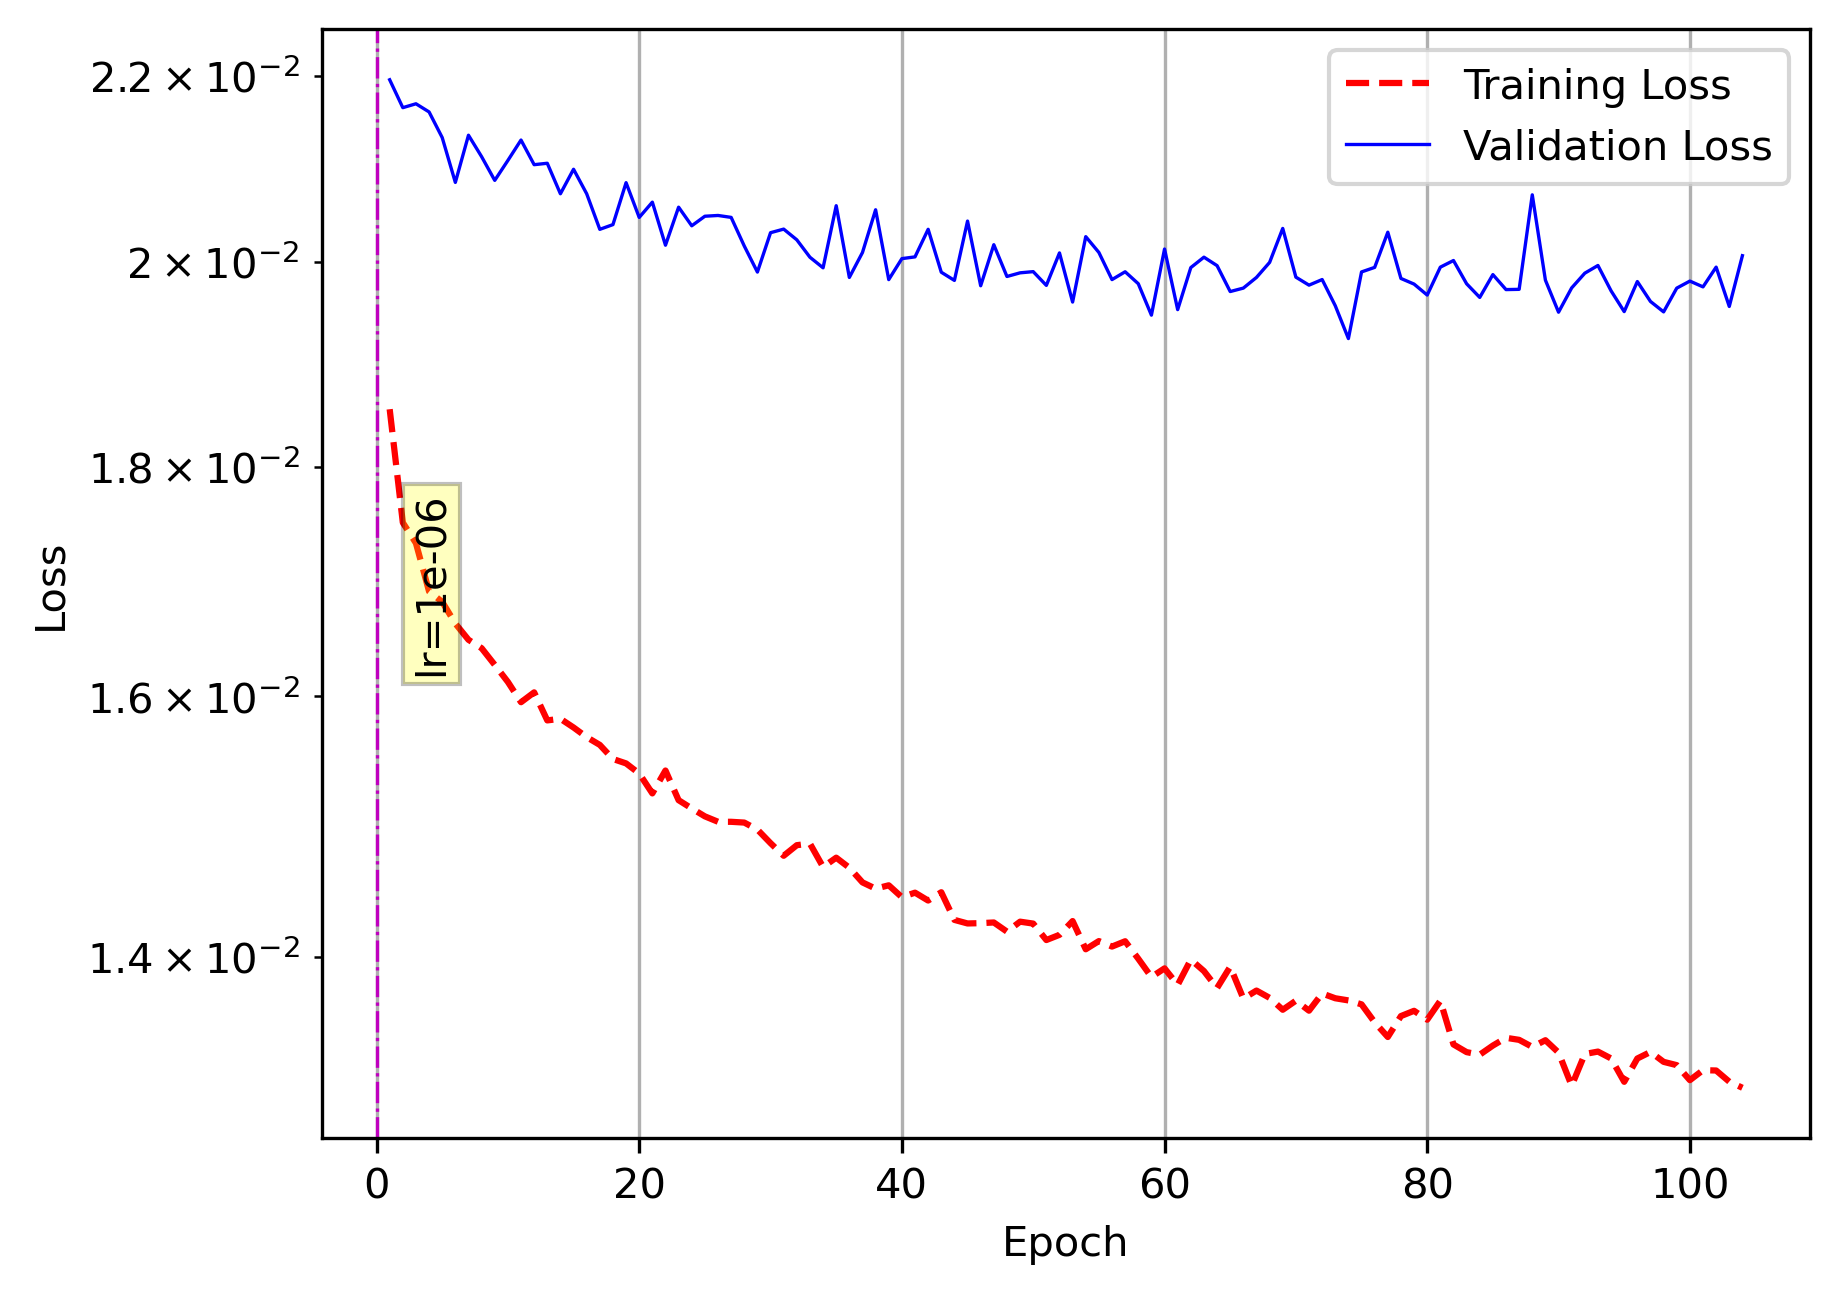 2.2 × 10⁻²
2 × 10⁻²
1.8 × 10⁻²
1.6 × 10⁻²
1.4 × 10⁻²
Loss
Training Loss
Validation Loss
lr=1e-06
0 20 40 60 80 100
Epoch